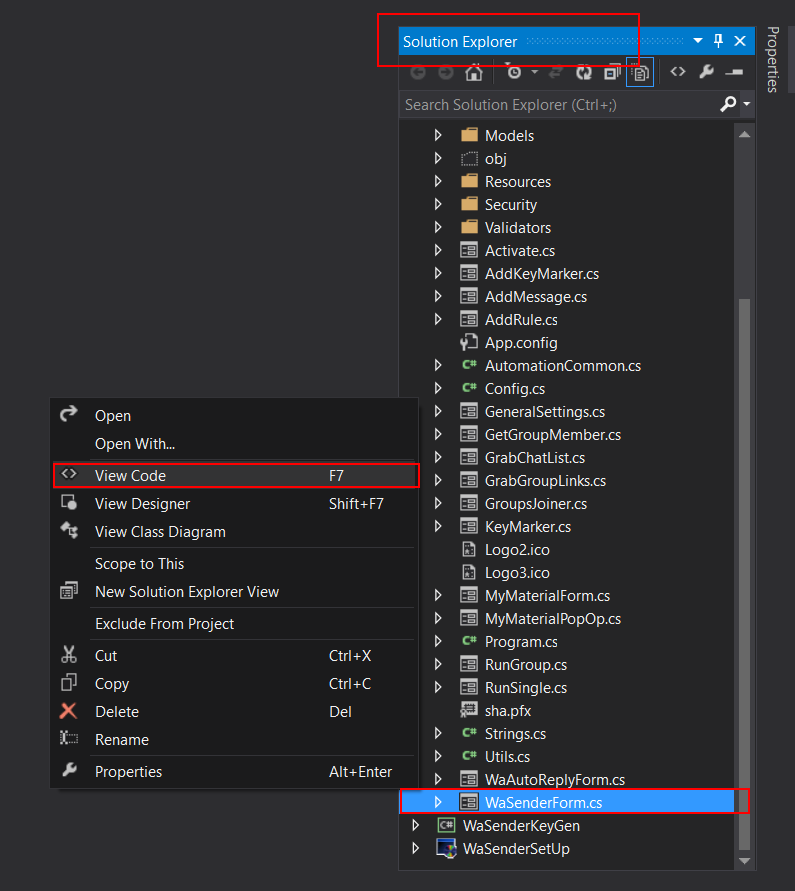 Solution Explorer
Properties
Search Solution Explorer (Ctrl+;)
Models
obj
Resources
Security
Validators
Activate.cs
AddKeyMarker.cs
AddMessage.cs
AddRule.cs
App.config
C# AutomationCommon.cs
C# Config.cs
GeneralSettings.cs
GetGroupMember.cs
GrabChatList.cs
GrabGroupLinks.cs
GroupsJoiner.cs
KeyMarker.cs
Logo2.ico
Logo3.ico
MyMaterialForm.cs
MyMaterialPopOp.cs
C# Program.cs
RunGroup.cs
RunSingle.cs
sha.pfx
C# Strings.cs
C# Utils.cs
WaAutoReplyForm.cs
WaSenderForm.cs
C# WaSenderKeyGen
WaSenderSetUp
Open
Open With...
View Code F7
View Designer Shift+F7
View Class Diagram
Scope to This
New Solution Explorer View
Exclude From Project
Cut Ctrl+X
Copy Ctrl+C
Delete Del
Rename
Properties Alt+Enter